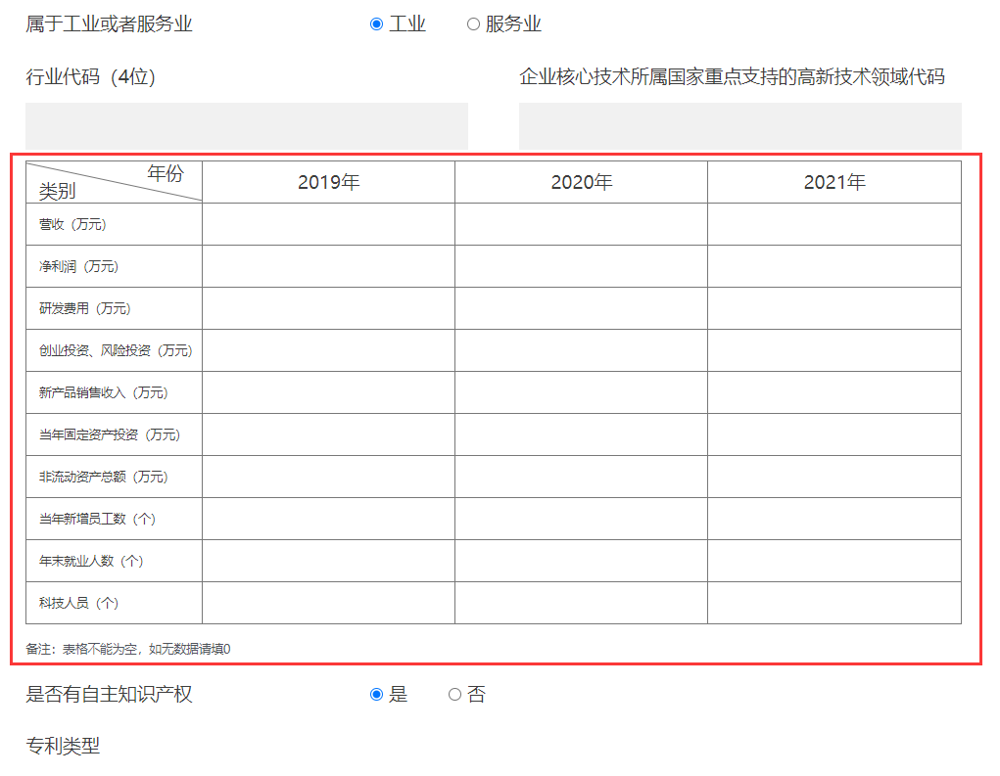 属于工业或者服务业 工业 服务业
行业代码（4位） 企业核心技术所属国家重点支持的高新技术领域代码
年份
类别 2019年 2020年 2021年
营收（万元）
净利润（万元）
研发费用（万元）
创业投资、风险投资（万元）
新产品销售收入（万元）
当年固定资产投资（万元）
非流动资产总额（万元）
当年新增员工数（个）
年末就业人数（个）
科技人员（个）
备注：表格不能为空，如无数据请填0
是否有自主知识产权 是 否
专利类型